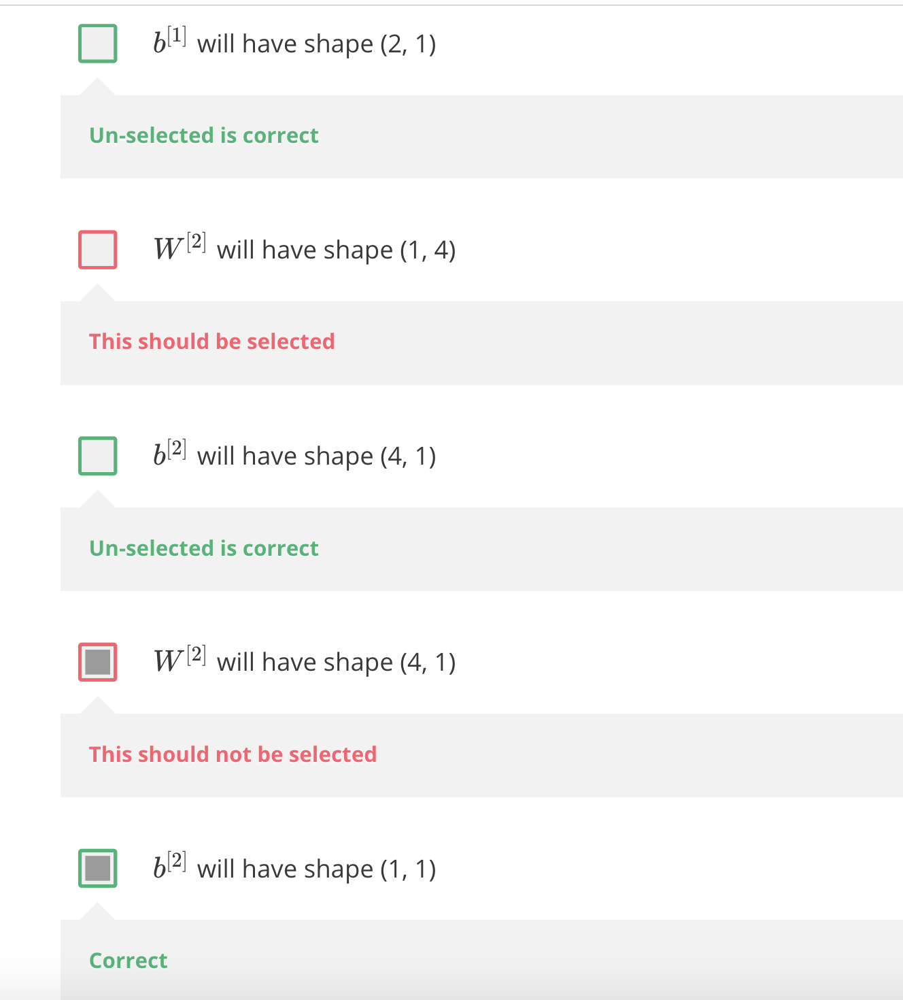 b^[1] will have shape (2, 1)
Un-selected is correct
W^[2] will have shape (1, 4)
This should be selected
b^[2] will have shape (4, 1)
Un-selected is correct
W^[2] will have shape (4, 1)
This should not be selected
b^[2] will have shape (1, 1)
Correct